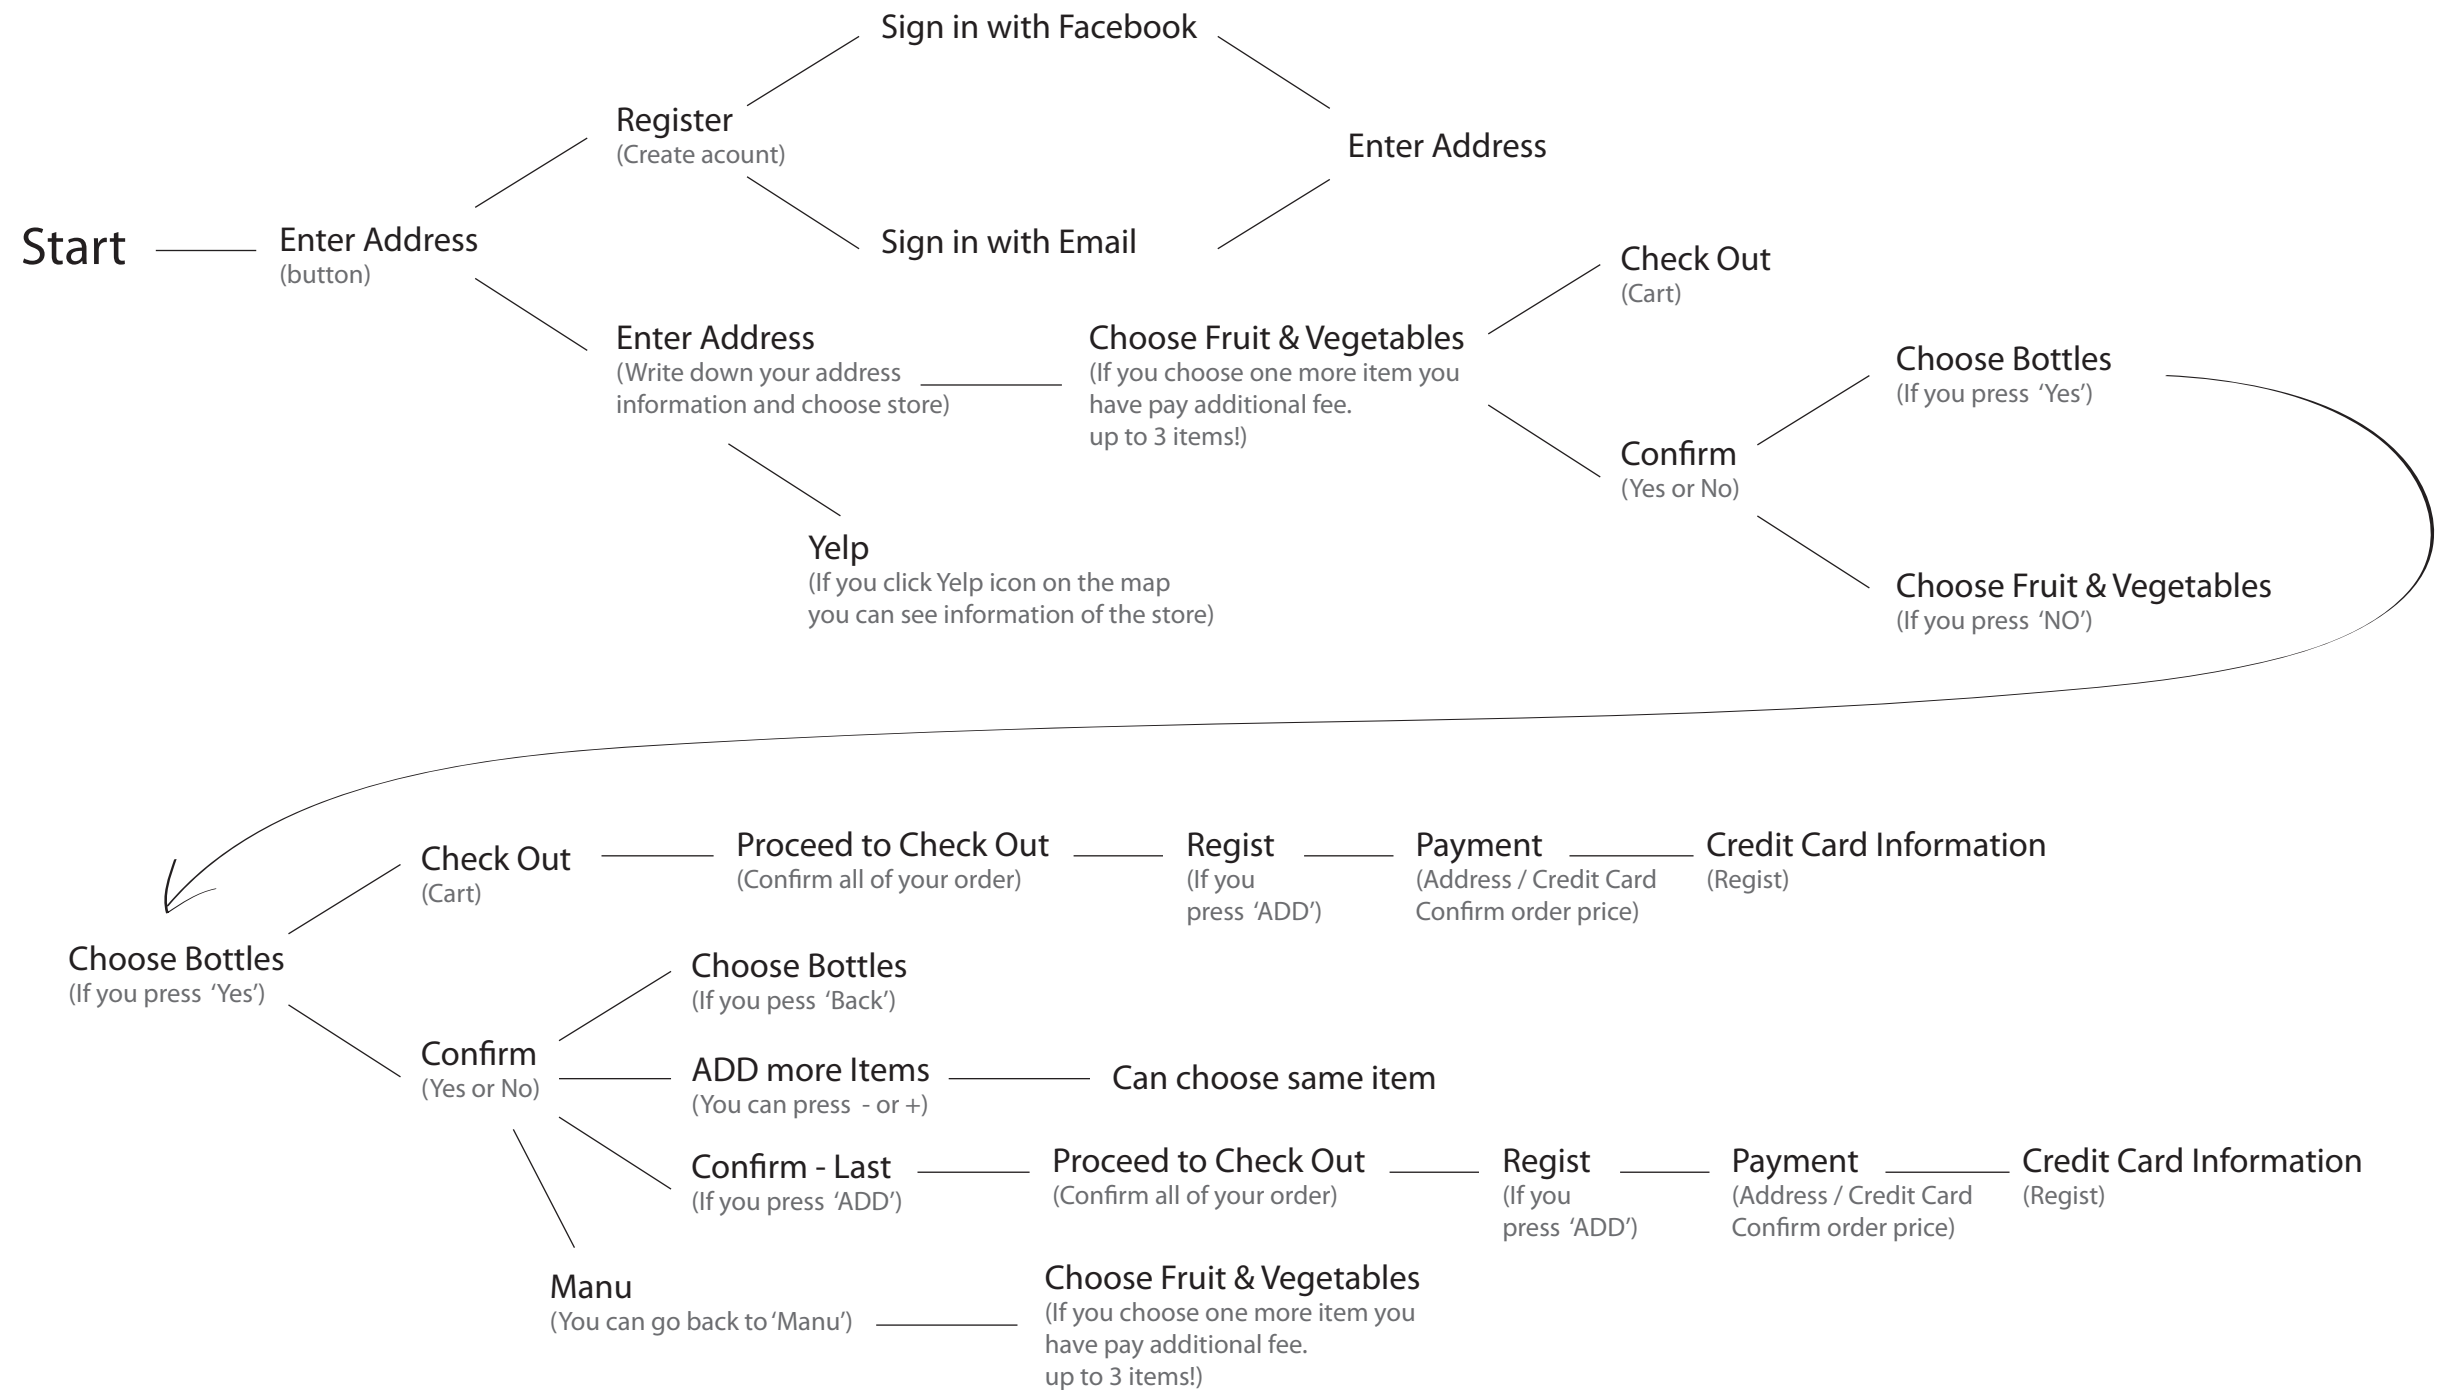 Sign in with Facebook
Register
(Create acount)
Enter Address
Start
Enter Address
(button)
Sign in with Email
Check Out
(Cart)
Enter Address
(Write down your address
information and choose store)
Choose Fruit & Vegetables
(If you choose one more item you
have pay additional fee.
up to 3 items!)
Choose Bottles
(If you press ‘Yes’)
Confirm
(Yes or No)
Yelp
(If you click Yelp icon on the map
you can see information of the store)
Choose Fruit & Vegetables
(If you press ‘NO’)
Check Out
(Cart)
Proceed to Check Out
(Confirm all of your order)
Regist
(If you
press ‘ADD’)
Payment
(Address / Credit Card
Confirm order price)
Credit Card Information
(Regist)
Choose Bottles
(If you press ‘Yes’)
Choose Bottles
(If you pess ‘Back’)
Confirm
(Yes or No)
ADD more Items
(You can press - or +)
Can choose same item
Confirm - Last
(If you press ‘ADD’)
Proceed to Check Out
(Confirm all of your order)
Regist
(If you
press ‘ADD’)
Payment
(Address / Credit Card
Confirm order price)
Credit Card Information
(Regist)
Manu
(You can go back to ‘Manu’)
Choose Fruit & Vegetables
(If you choose one more item you
have pay additional fee.
up to 3 items!)